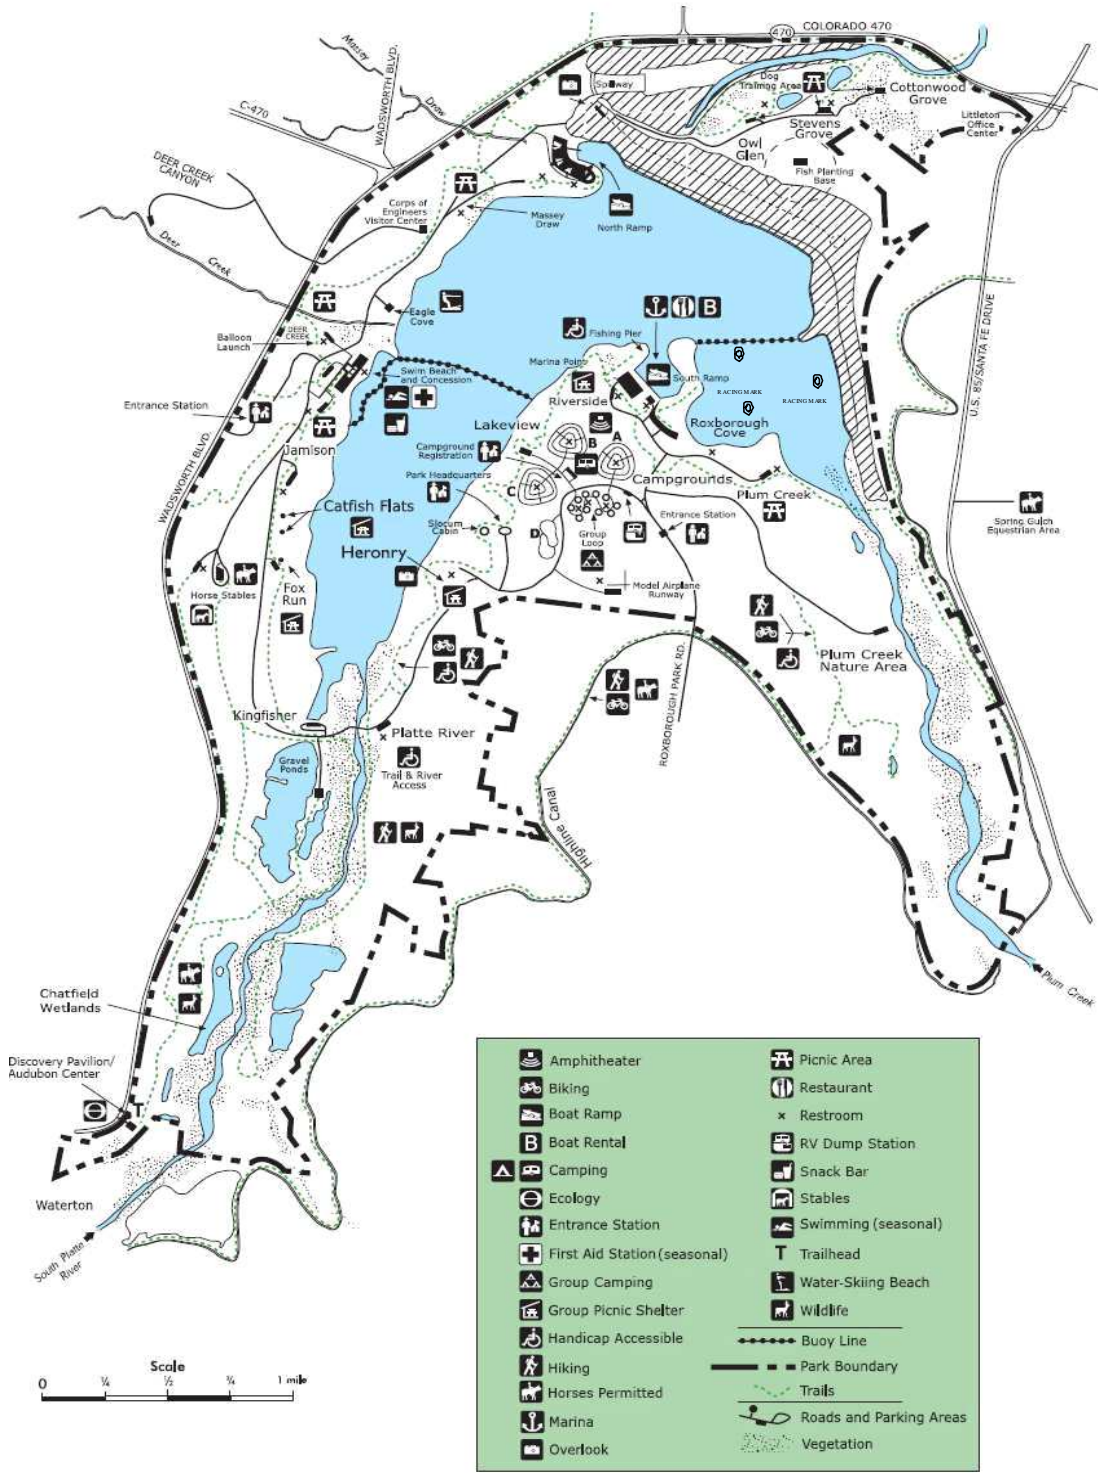 COLORADO 470
470
Massey
Draw
WADSWORTH BLVD.
C-470
Spillway
Dog
Training Area
Cottonwood
Grove
Stevens
Grove
Littleton
Office
Center
Owl
Glen
Fish Planting
Base
DEER CREEK
CANYON
Deer
Creek
Corps of
Engineers
Visitor Center
Massey
Draw
North Ramp
Eagle
Cove
Balloon
Launch
DEER
CREEK
Fishing Pier
B
Marina Point
South Ramp
Swim Beach
and Concession
RACING MARK
RACING MARK
Riverside
Roxborough
Cove
Entrance Station
Jamison
Lakeview
Campground
Registration
B
A
Campgrounds
Park Headquarters
C
Plum Creek
U.S. 85/SANTA FE DRIVE
WADSWORTH BLVD.
Catfish Flats
Slocum
Cabin
D
Group
Loop
Entrance Station
Spring Gulch
Equestrian Area
Heronry
Model Airplane
Runway
Horse Stables
Fox
Run
Plum Creek
Nature Area
ROXBOROUGH PARK RD.
Kingfisher
Platte River
Trail & River
Access
Gravel
Ponds
Highline Canal
Chatfield
Wetlands
Plum Creek
Discovery Pavilion/
Audubon Center
T
Waterton
South Platte
River
Amphitheater
Biking
Boat Ramp
B Boat Rental
Camping
Ecology
Entrance Station
First Aid Station (seasonal)
Group Camping
Group Picnic Shelter
Handicap Accessible
Hiking
Horses Permitted
Marina
Overlook
Picnic Area
Restaurant
x Restroom
RV Dump Station
Snack Bar
Stables
Swimming (seasonal)
T Trailhead
Water-Skiing Beach
Wildlife
Buoy Line
Park Boundary
Trails
Roads and Parking Areas
Vegetation
Scale
0 ¼ ½ ¾ 1 mile